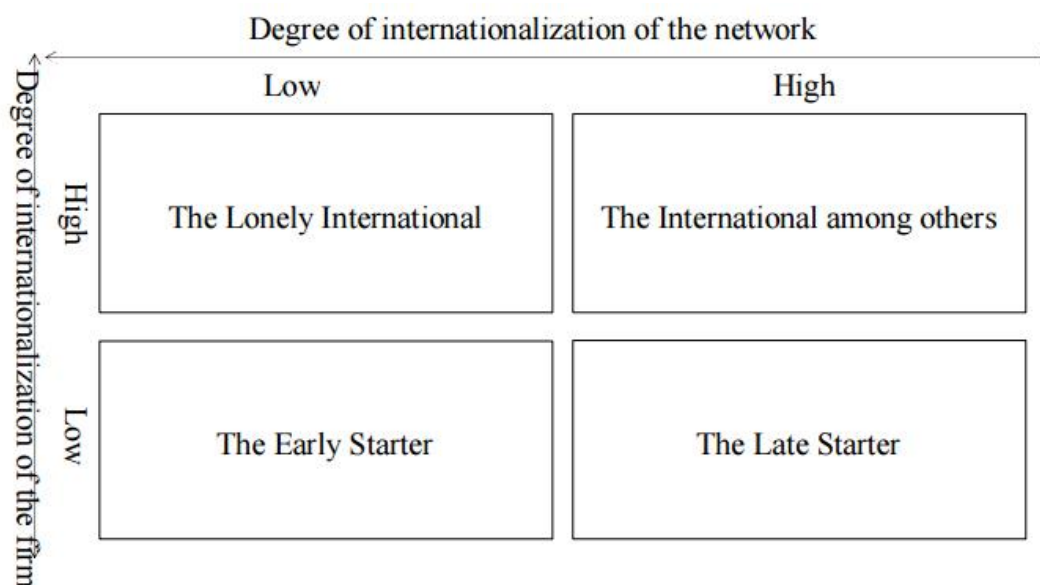 Degree of internationalization of the network
Low
High
Degree of internationalization of the firm
High
The Lonely International
The International among others
Low
The Early Starter
The Late Starter